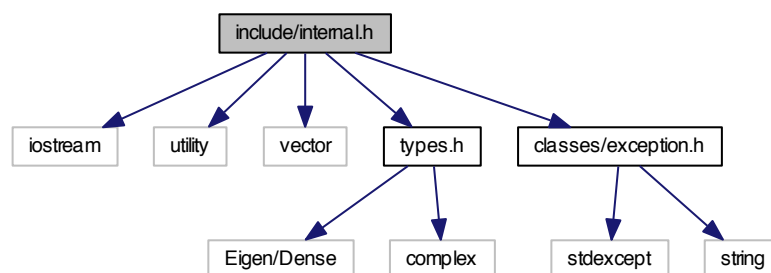 include/internal.h
iostream
utility
vector
types.h
classes/exception.h
Eigen/Dense
complex
stdexcept
string